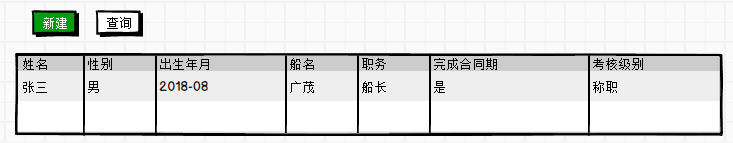 新建 查询
姓名 性别 出生年月 船名 职务 完成合同期 考核级别
张三 男 2018-08 广茂 船长 是 称职